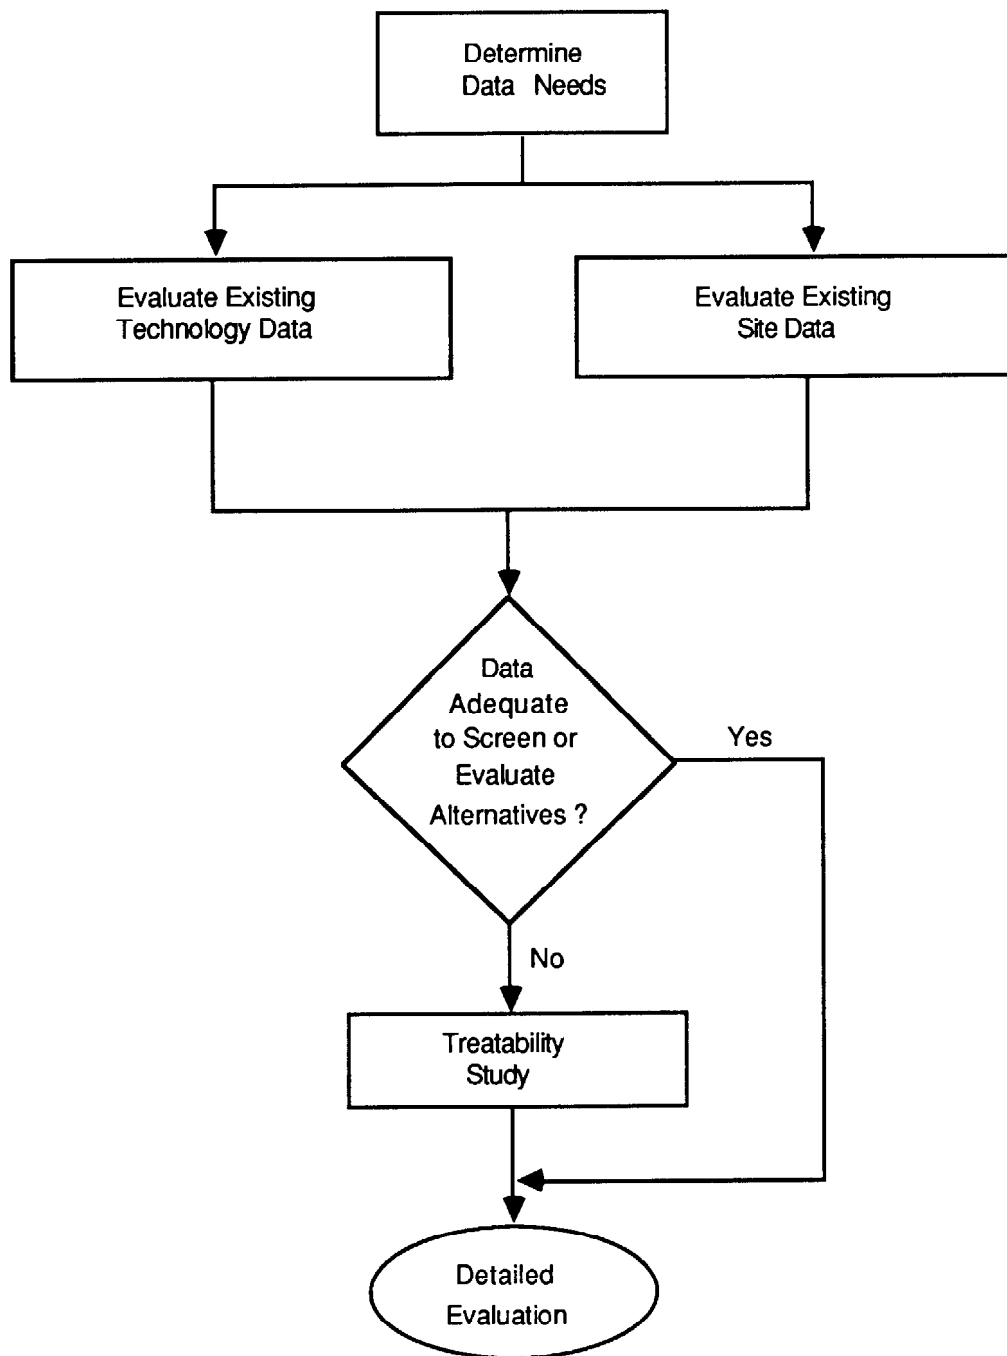 Determine
Data Needs
Evaluate Existing
Technology Data
Evaluate Existing
Site Data
Data
Adequate
to Screen or
Evaluate
Alternatives ?
Yes
No
Treatability
Study
Detailed
Evaluation